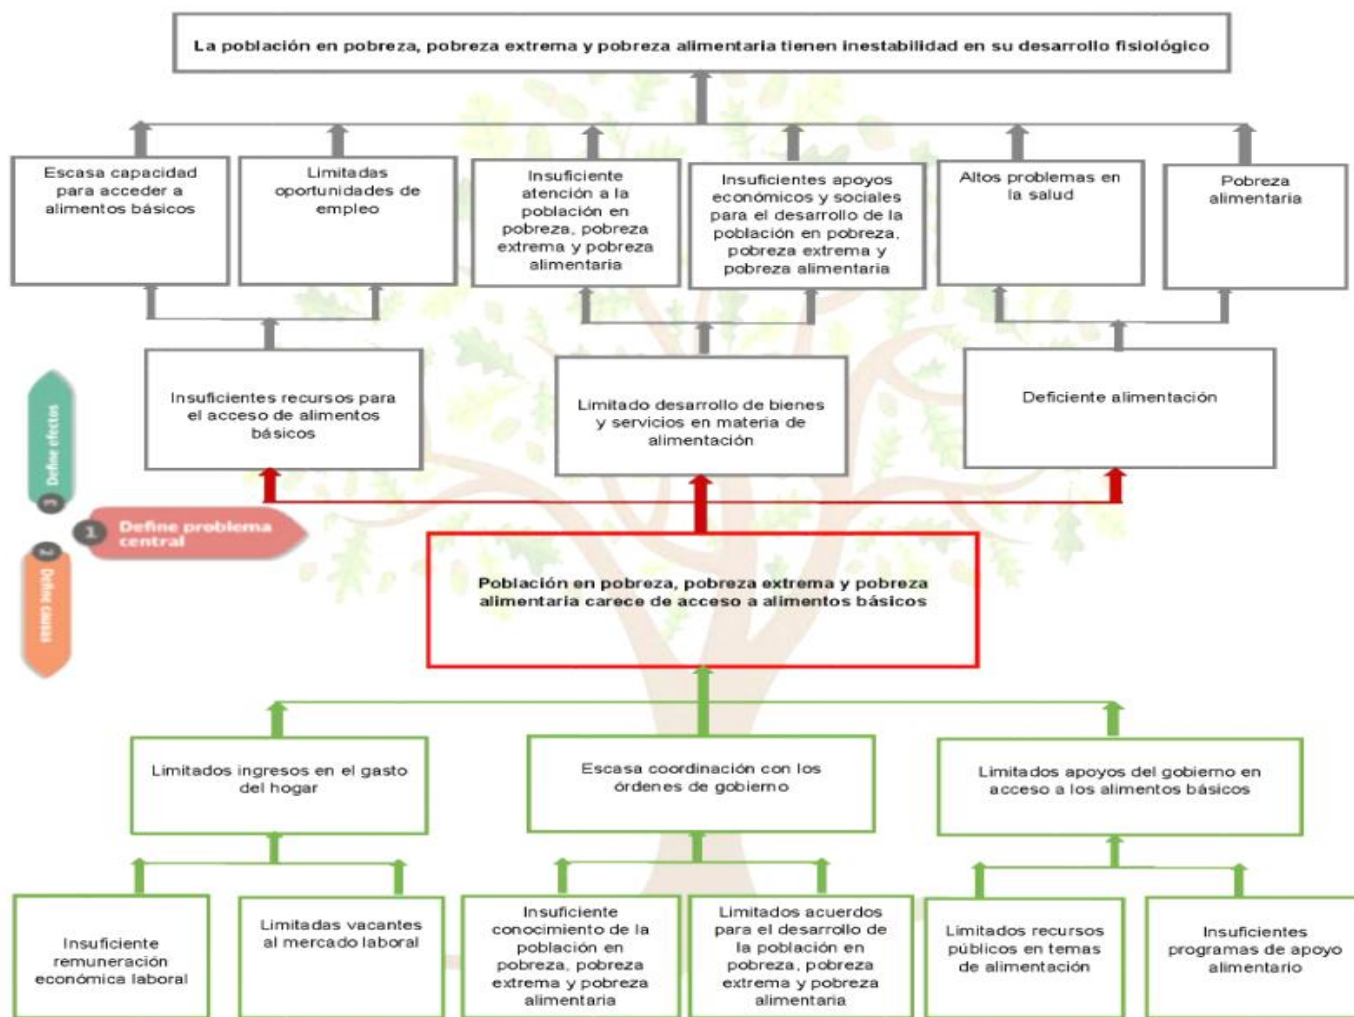 La población en pobreza, pobreza extrema y pobreza alimentaria tienen inestabilidad en su desarrollo fisiológico
Escasa capacidad
para acceder a
alimentos básicos
Limitadas
oportunidades de
empleo
Insuficiente
atención a la
población en
pobreza, pobreza
extrema y pobreza
alimentaria
Insuficientes apoyos
económicos y sociales
para el desarrollo de la
población en pobreza,
pobreza extrema y
pobreza alimentaria
Altos problemas en
la salud
Pobreza
alimentaria
Insuficientes recursos para
el acceso de alimentos
básicos
Limitado desarrollo de bienes
y servicios en materia de
alimentación
Deficiente alimentación
3 Define efectos
1 Define problema
central
2 Define causas
Población en pobreza, pobreza extrema y pobreza
alimentaria carece de acceso a alimentos básicos
Limitados ingresos en el gasto
del hogar
Escasa coordinación con los
órdenes de gobierno
Limitados apoyos del gobierno en
acceso a los alimentos básicos
Insuficiente
remuneración
económica laboral
Limitadas vacantes
al mercado laboral
Insuficiente
conocimiento de la
población en
pobreza, pobreza
extrema y pobreza
alimentaria
Limitados acuerdos
para el desarrollo de
la población en
pobreza, pobreza
extrema y pobreza
alimentaria
Limitados recursos
públicos en temas
de alimentación
Insuficientes
programas de apoyo
alimentario